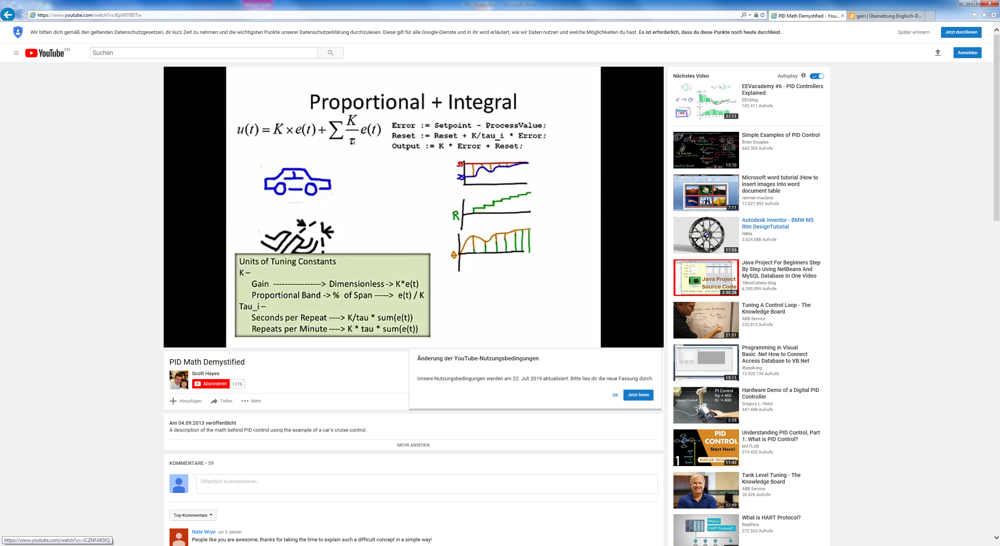 https://www.youtube.com/watch?v=JEpWlTl95Tw
PID Math Demystified - You...
gain | Übersetzung Englisch-D...
Wir bitten dich gemäß den geltenden Datenschutzgesetzen, dir kurz Zeit zu nehmen und die wichtigsten Punkte unserer Datenschutzerklärung durchzulesen. Diese gilt für alle Google-Dienste und in ihr wird erläutert, wie wir Daten nutzen und welche Möglichkeiten du hast. Es ist erforderlich, dass du diese Punkte noch heute durchliest.
Später erinnern
Jetzt durchlesen
YouTube CH
Suchen
Anmelden
Proportional + Integral
u(t) = K × e(t) + ∑ K/τi e(t)
Error := Setpoint - ProcessValue;
Reset := Reset + K/tau_i * Error;
Output := K * Error + Reset;
55
25
R
θ
Units of Tuning Constants
K –
Gain -----------------> Dimensionless -> K*e(t)
Proportional Band -> % of Span -----> e(t) / K
Tau_i –
Seconds per Repeat ----> K/tau * sum(e(t))
Repeats per Minute ----> K * tau * sum(e(t))
PID Math Demystified
Scott Hayes
Abonnieren 1175
Hinzufügen
Teilen
Mehr
Änderung der YouTube-Nutzungsbedingungen
Unsere Nutzungsbedingungen werden am 22. Juli 2019 aktualisiert. Bitte lies dir die neue Fassung durch.
OK
Jetzt lesen
Am 04.09.2013 veröffentlicht
A description of the math behind PID control using the example of a car's cruise control.
MEHR ANSEHEN
KOMMENTARE • 59
Öffentlich kommentieren...
Top-Kommentare
Nate Wrye vor 3 Jahren
People like you are awesome, thanks for taking the time to explain such a difficult concept in a simple way!
https://www.youtube.com/watch?v=-rCZNFARSfQ
Nächstes Video
Autoplay
PID
e → 0
27:11
EEVacademy #6 - PID Controllers
Explained
EEVblog
102.411 Aufrufe
13:10
Simple Examples of PID Control
Brian Douglas
642.303 Aufrufe
7:11
Microsoft word tutorial |How to
insert images into word
document table
rahmat maulana
17.027.892 Aufrufe
17:55
Autodesk Inventor - BMW M5
Rim DesignTutorial
NiMa
3.024.588 Aufrufe
Java Project
Source Code
2:30:28
Java Project For Beginners Step
By Step Using NetBeans And
MySQL Database In One Video
1BestCsharp blog
6.390.899 Aufrufe
21:51
Tuning A Control Loop - The
Knowledge Board
ABB Service
232.812 Aufrufe
19:11
Programming in Visual
Basic .Net How to Connect
Access Database to VB.Net
iBasskung
13.920.134 Aufrufe
PI Control
Kp = 400
Ki = 400
Integral Control!
2:58
Hardware Demo of a Digital PID
Controller
Gregory L. Holst
447.448 Aufrufe
PID
CONTROL
Start Here!
past
+
present
+
future
1
MATLAB TECH TALKS
11:42
Understanding PID Control, Part
1: What is PID Control?
MATLAB
219.433 Aufrufe
Tank Level Tuning
22:49
Tank Level Tuning - The
Knowledge Board
ABB Service
26.426 Aufrufe
What is
HART Protocol?
What is HART Protocol?
RealPars
272.553 Aufrufe